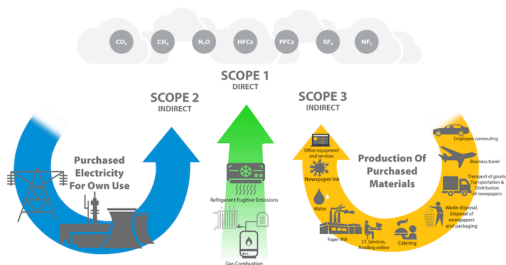 CO₂ CH₄ N₂O HFCs PFCs SF₆ NF₃
SCOPE 1
DIRECT
SCOPE 2
INDIRECT
SCOPE 3
INDIRECT
Purchased
Electricity
For Own Use
Refrigerant Fugitive Emissions
Gas Combustion
Office equipment
and services
Newspaper Ink
Water
Paper Mill
I.T. Services,
Reading online
Catering
Production Of
Purchased
Materials
Employee commuting
Business travel
Transport of goods
Transportation &
Distribution
of newspapers
Waste disposal,
Disposal of
newspapers
and packaging